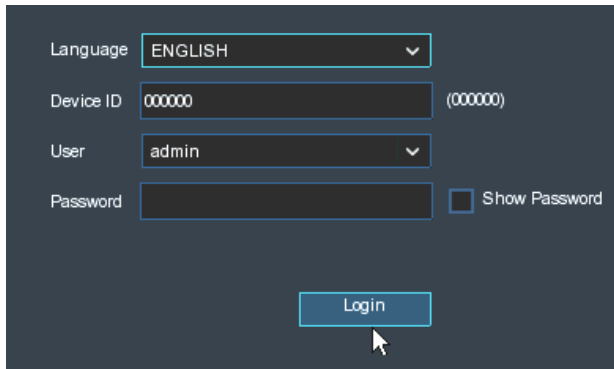 Language ENGLISH
Device ID 000000 (000000)
User admin
Password Show Password
Login